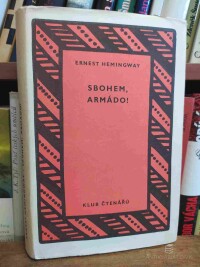 ERNEST HEMINGWAY
SBOHEM,
ARMÁDO!
KLUB ČTENÁŘŮ